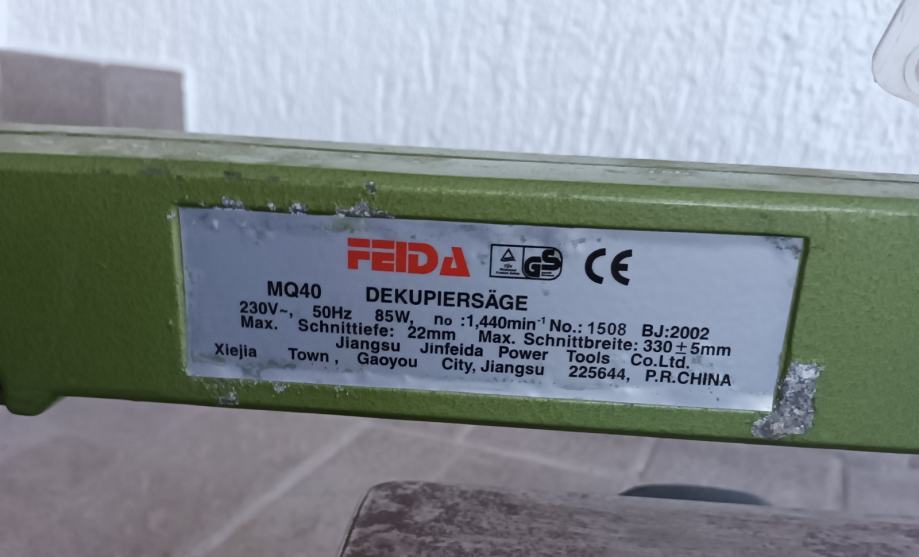 FEIDA GS CE
MQ40 DEKUPIERSÄGE
230V~, 50Hz 85W, no :1,440min⁻¹ No.: 1508 BJ:2002
Max. Schnittiefe: 22mm Max. Schnittbreite: 330±5mm
Jiangsu Jinfeida Power Tools Co.Ltd.
Xiejia Town, Gaoyou City, Jiangsu 225644, P.R.CHINA